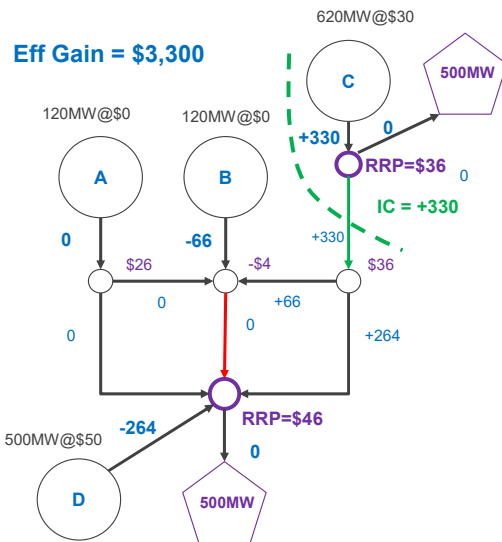 620MW@$30
Eff Gain = $3,300
500MW
C
120MW@$0
120MW@$0
+330
0
RRP=$36
0
A
B
IC = +330
0
-66
+330
$26
-$4
$36
0
+66
0
0
+264
RRP=$46
-264
500MW@$50
0
D
500MW